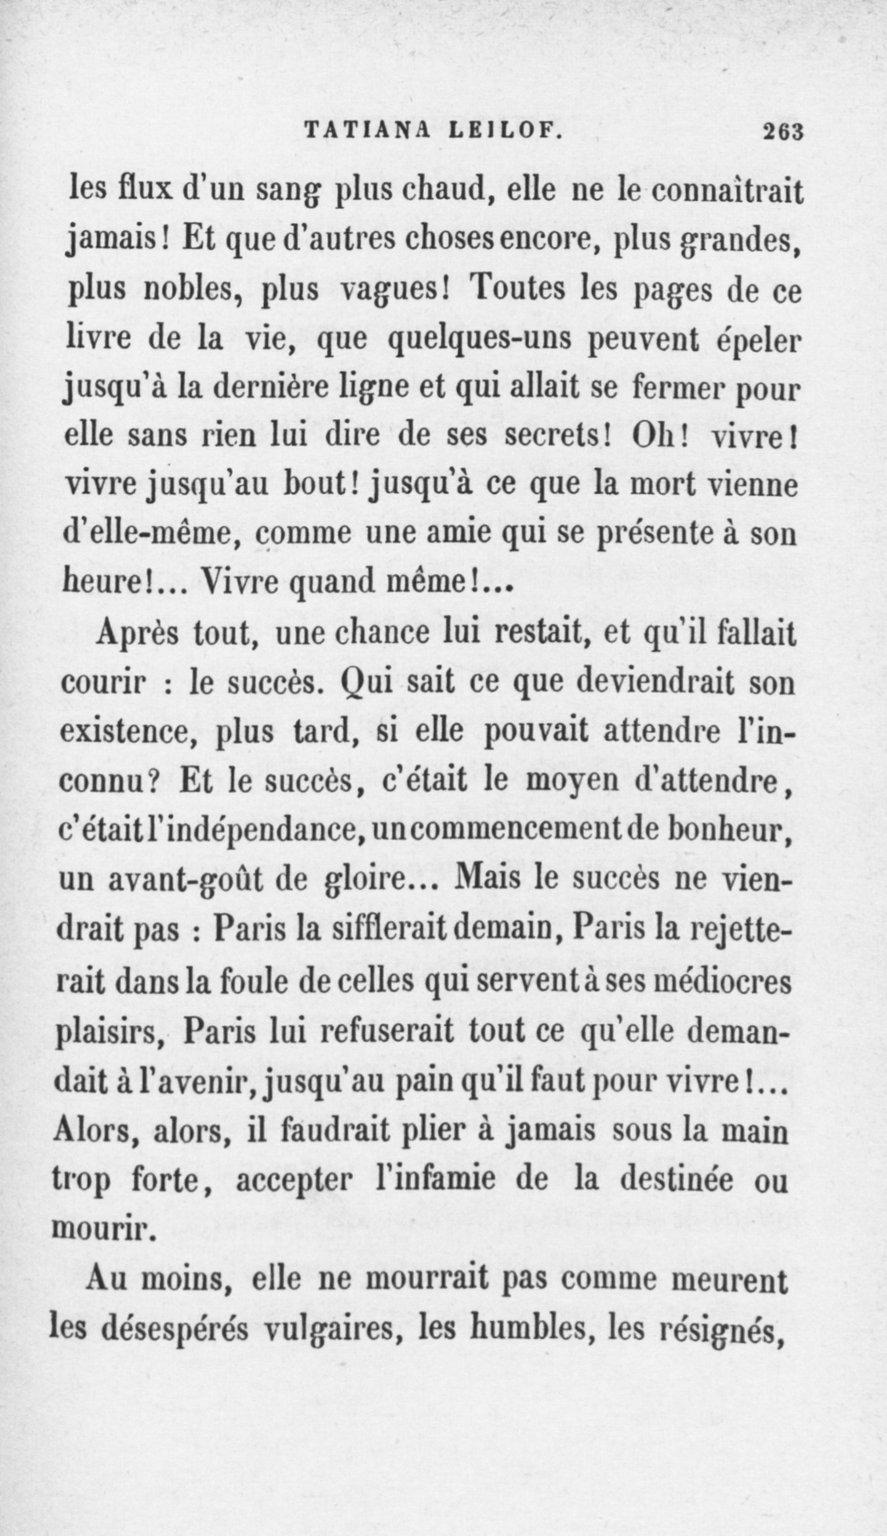 TATIANA LEILOF. 263
les flux d'un sang plus chaud, elle ne le connaîtrait
jamais! Et que d'autres choses encore, plus grandes,
plus nobles, plus vagues! Toutes les pages de ce
livre de la vie, que quelques-uns peuvent épeler
jusqu'à la dernière ligne et qui allait se fermer pour
elle sans rien lui dire de ses secrets! Oh! vivre!
vivre jusqu'au bout! jusqu'à ce que la mort vienne
d'elle-même, comme une amie qui se présente à son
heure!... Vivre quand même!...
Après tout, une chance lui restait, et qu'il fallait
courir : le succès. Qui sait ce que deviendrait son
existence, plus tard, si elle pouvait attendre l'in-
connu? Et le succès, c'était le moyen d'attendre,
c'était l'indépendance, un commencement de bonheur,
un avant-goût de gloire... Mais le succès ne vien-
drait pas : Paris la sifflerait demain, Paris la rejette-
rait dans la foule de celles qui servent à ses médiocres
plaisirs, Paris lui refuserait tout ce qu'elle deman-
dait à l'avenir, jusqu'au pain qu'il faut pour vivre!...
Alors, alors, il faudrait plier à jamais sous la main
trop forte, accepter l'infamie de la destinée ou
mourir.
Au moins, elle ne mourrait pas comme meurent
les désespérés vulgaires, les humbles, les résignés,